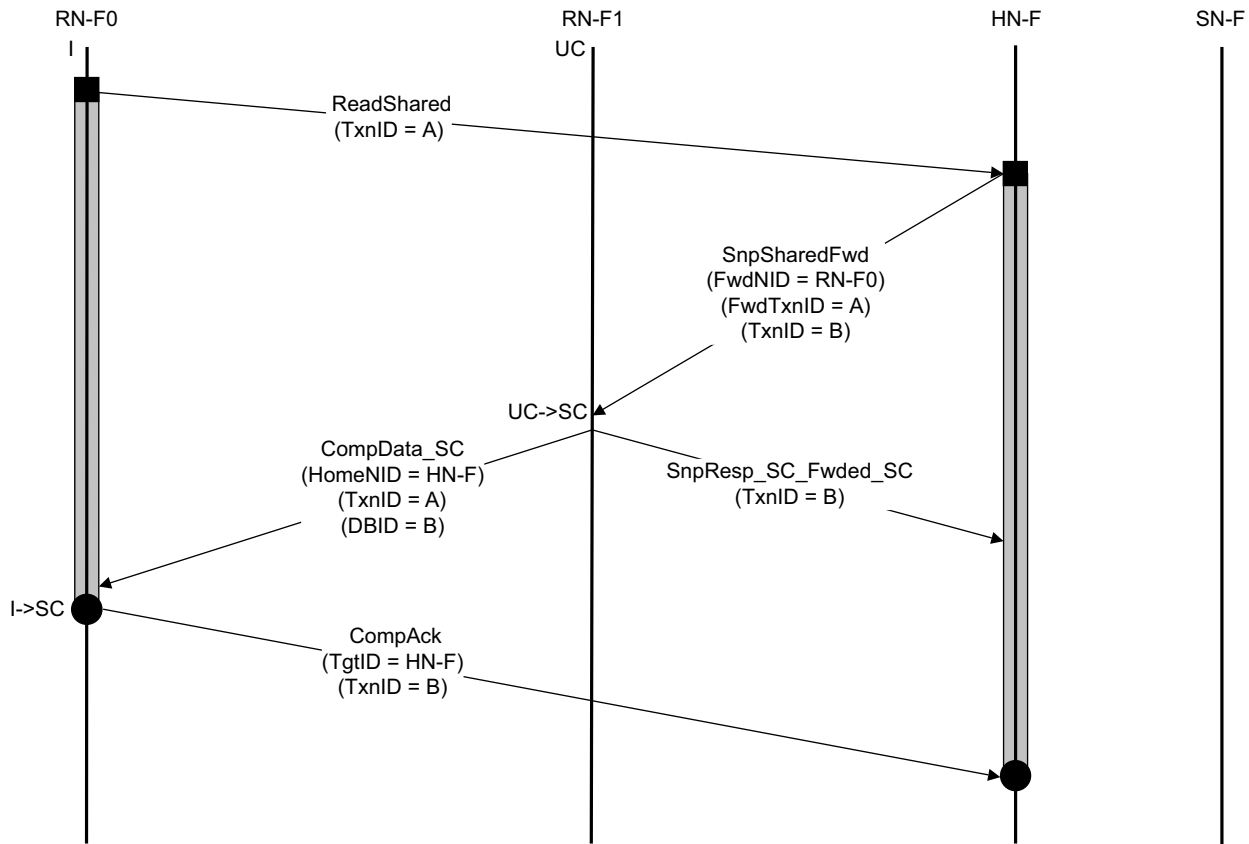 RN-F0
RN-F1
HN-F
SN-F
I
UC
ReadShared
(TxnID = A)
SnpSharedFwd
(FwdNID = RN-F0)
(FwdTxnID = A)
(TxnID = B)
UC->SC
CompData_SC
(HomeNID = HN-F)
(TxnID = A)
(DBID = B)
SnpResp_SC_Fwded_SC
(TxnID = B)
I->SC
CompAck
(TgtID = HN-F)
(TxnID = B)